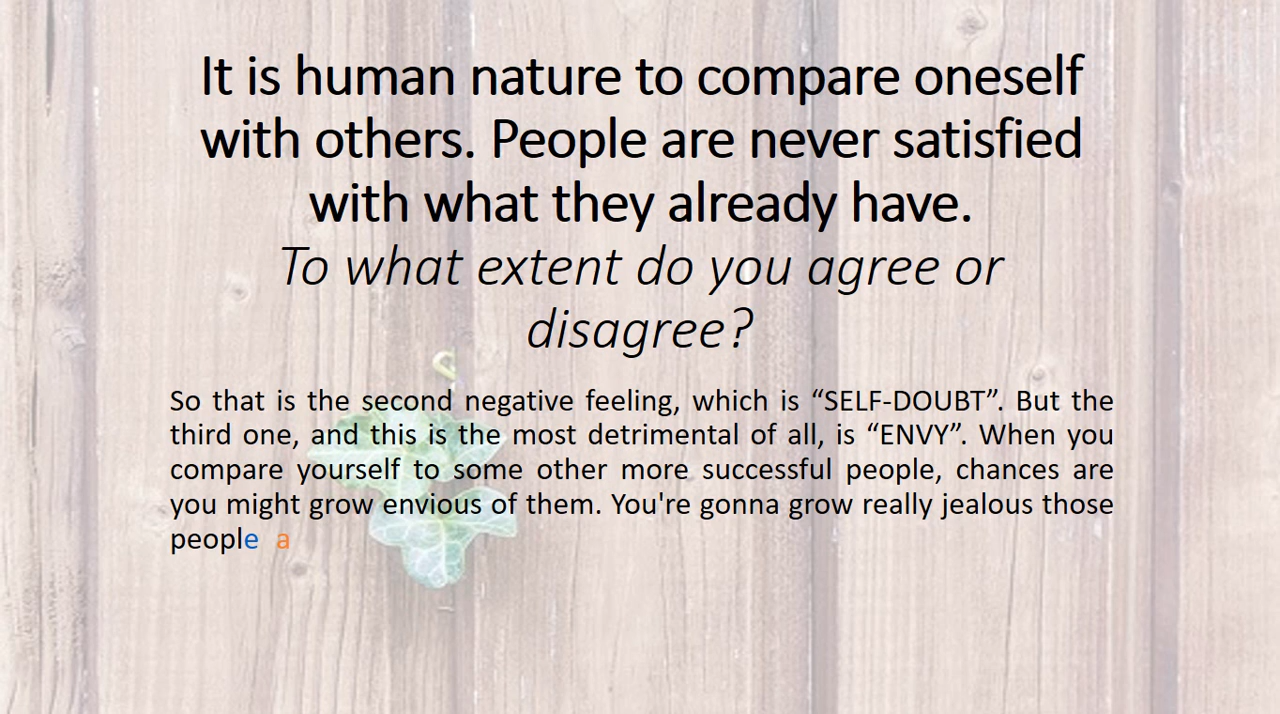 It is human nature to compare oneself
with others. People are never satisfied
with what they already have.
To what extent do you agree or
disagree?
So that is the second negative feeling, which is “SELF-DOUBT”. But the
third one, and this is the most detrimental of all, is “ENVY”. When you
compare yourself to some other more successful people, chances are
you might grow envious of them. You're gonna grow really jealous those
people a